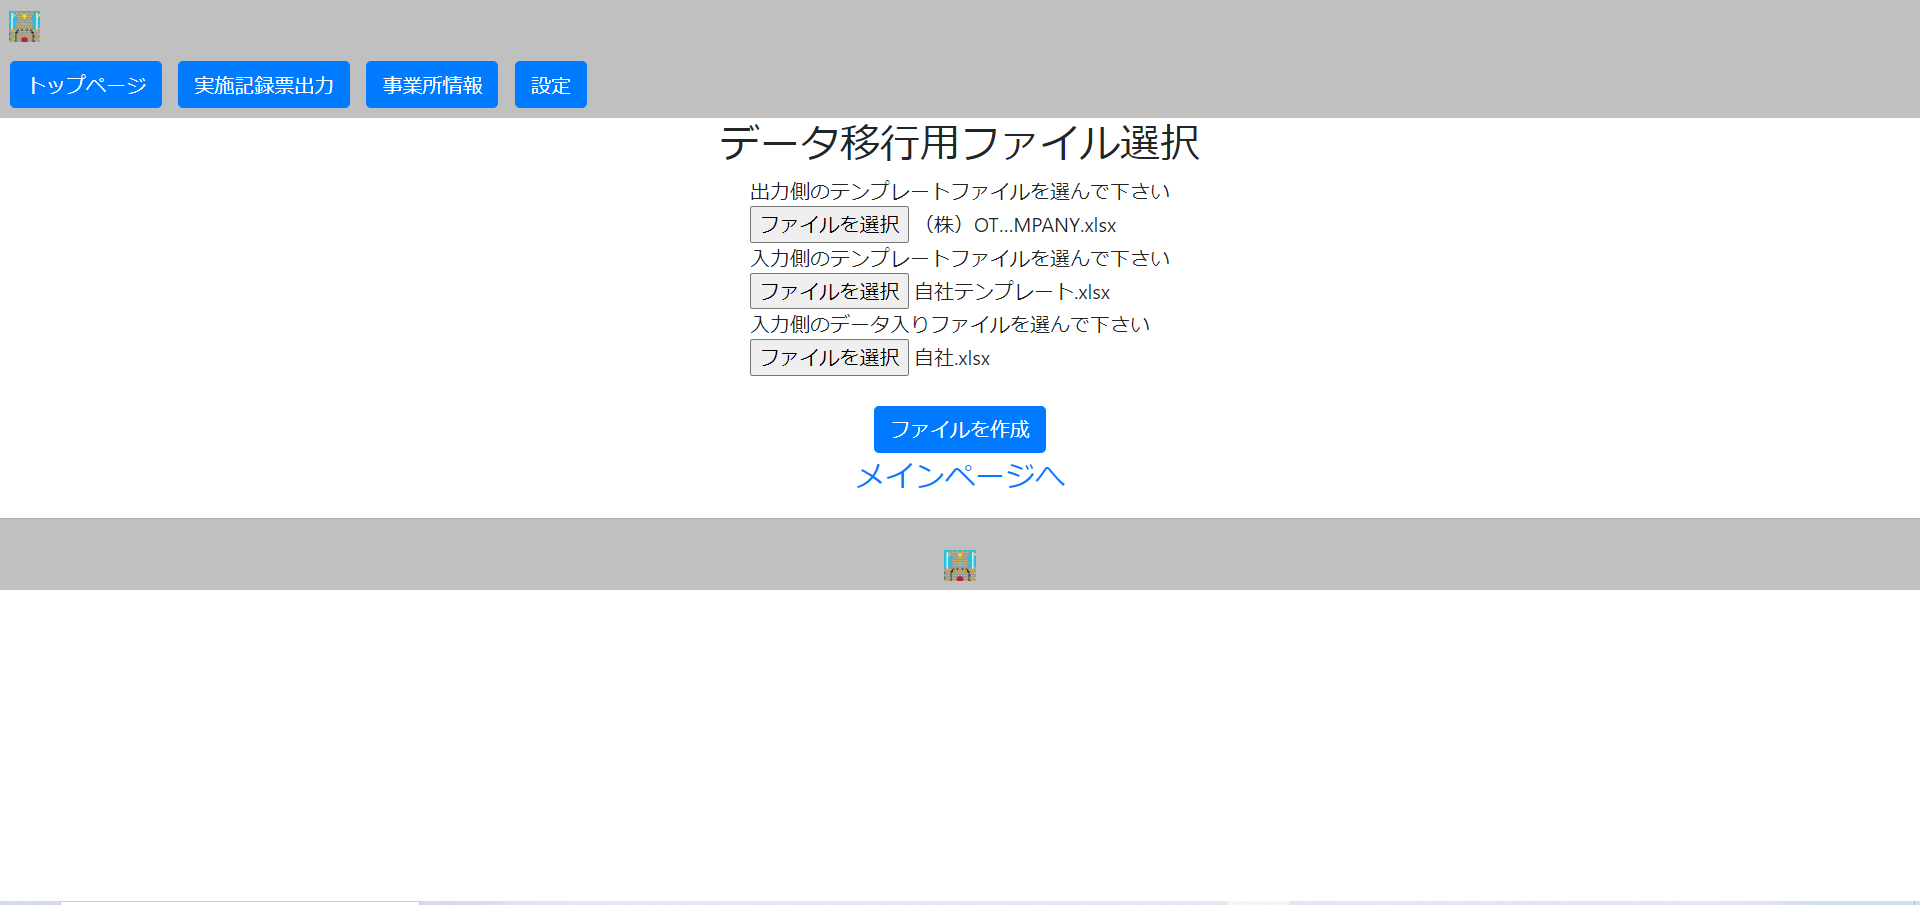 トップページ 実施記録票出力 事業所情報 設定
データ移行用ファイル選択
出力側のテンプレートファイルを選んで下さい
ファイルを選択 （株）OT...MPANY.xlsx
入力側のテンプレートファイルを選んで下さい
ファイルを選択 自社テンプレート.xlsx
入力側のデータ入りファイルを選んで下さい
ファイルを選択 自社.xlsx
ファイルを作成
メインページへ